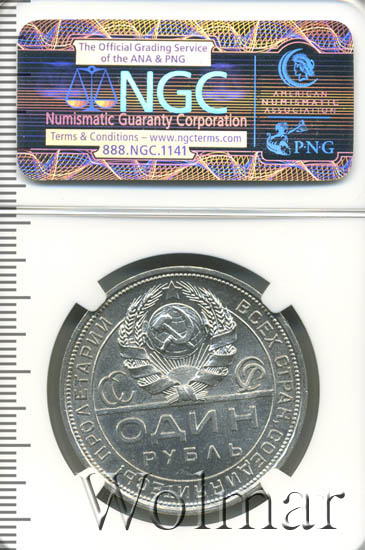 The Official Grading Service
of the ANA & PNG
NGC
Numismatic Guaranty Corporation
Terms & Conditions – www.ngcterms.com
888.NGC.1141
AMERICAN
NUMISMATIC
ASSOCIATION
PNG
ПРОЛЕТАРИИ ВСЕХ СТРАН, СОЕДИНЯЙТЕСЬ!
ОДИН
РУБЛЬ
Wolmar